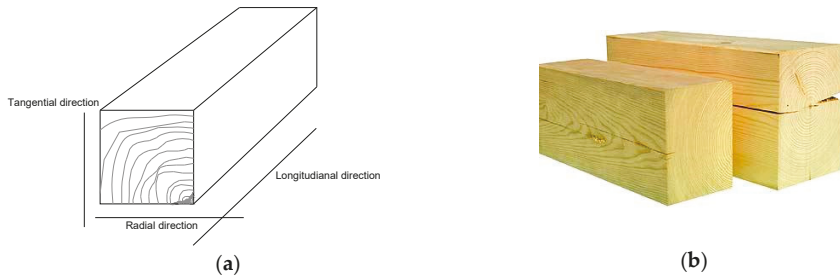 Tangential direction
Longitudianal direction
Radial direction
(a)
(b)